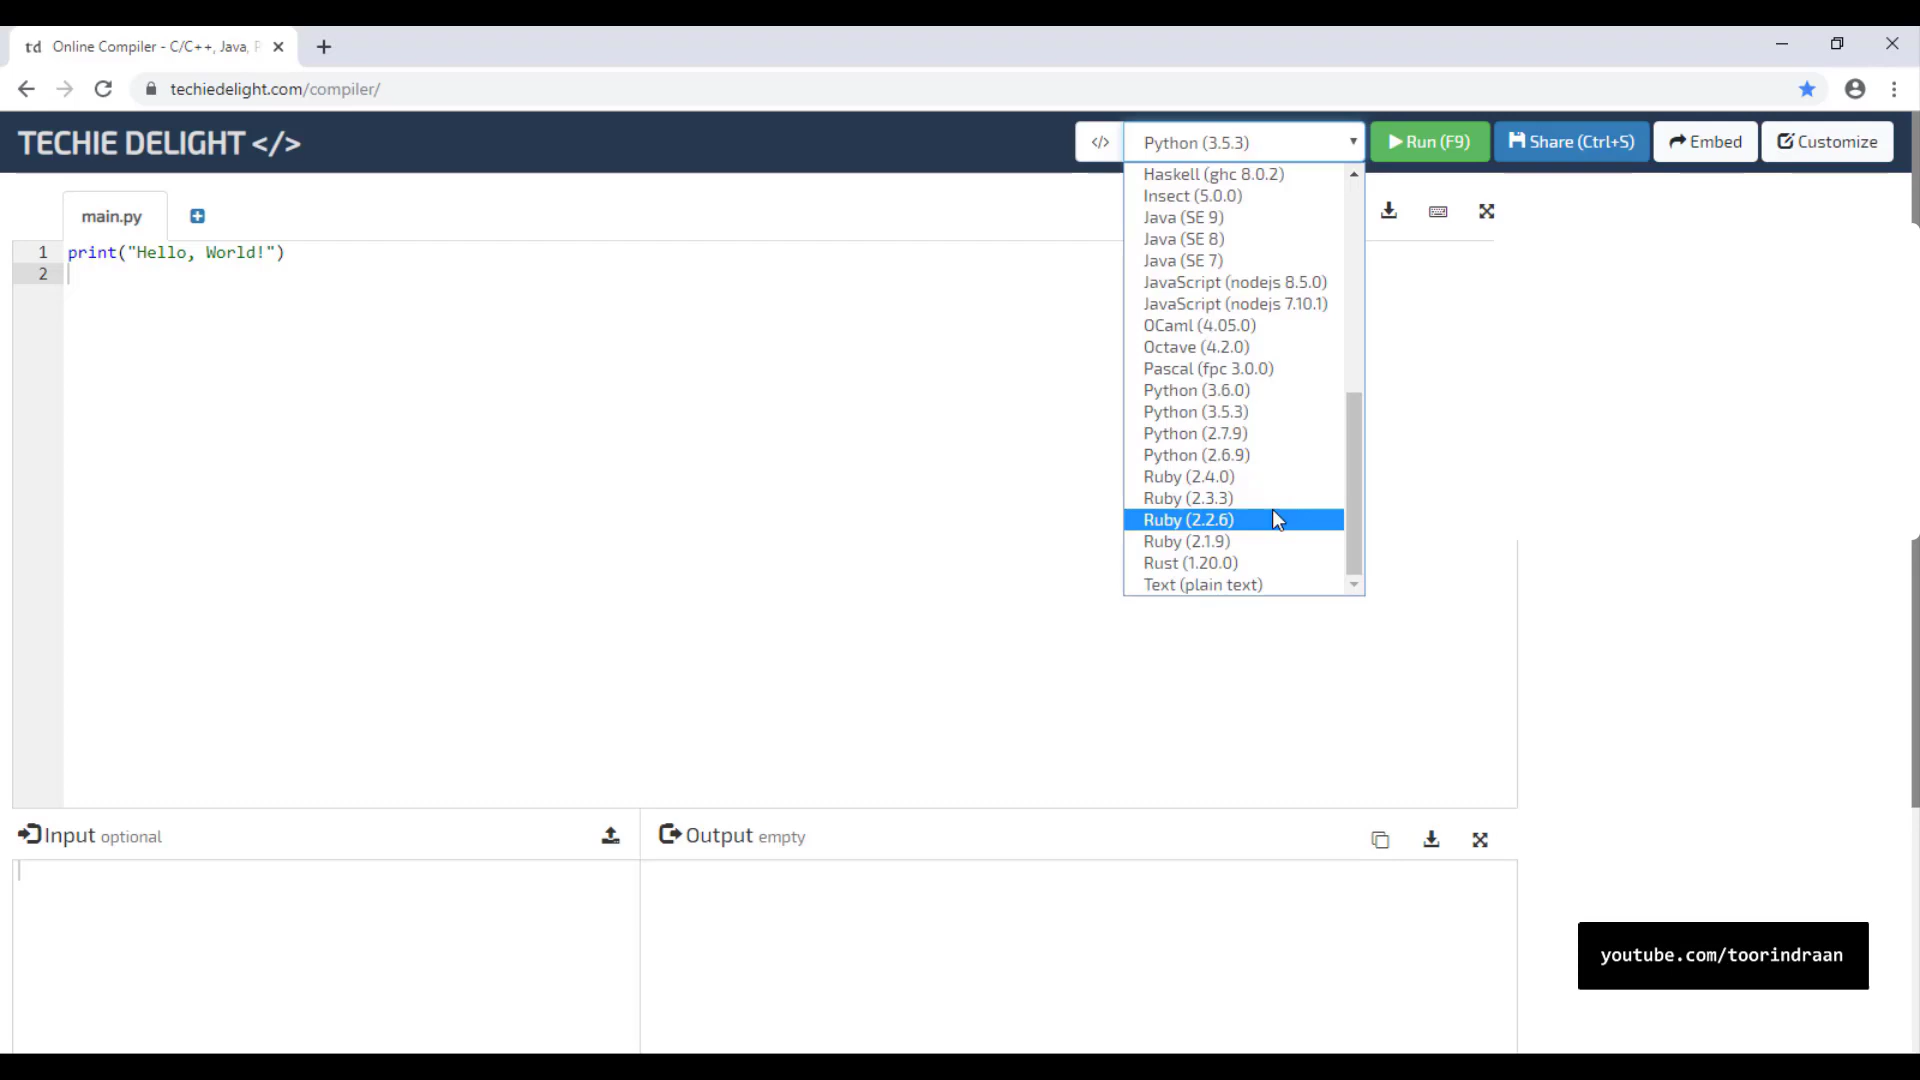 td Online Compiler - C/C++, Java, P
techiedelight.com/compiler/
TECHIE DELIGHT </>
</> Python (3.5.3) Run (F9) Share (Ctrl+S) Embed Customize
Haskell (ghc 8.0.2)
Insect (5.0.0)
Java (SE 9)
Java (SE 8)
Java (SE 7)
JavaScript (nodejs 8.5.0)
JavaScript (nodejs 7.10.1)
OCaml (4.05.0)
Octave (4.2.0)
Pascal (fpc 3.0.0)
Python (3.6.0)
Python (3.5.3)
Python (2.7.9)
Python (2.6.9)
Ruby (2.4.0)
Ruby (2.3.3)
Ruby (2.2.6)
Ruby (2.1.9)
Rust (1.20.0)
Text (plain text)
main.py
1 print("Hello, World!")
2
Input optional
Output empty
youtube.com/toorindraan